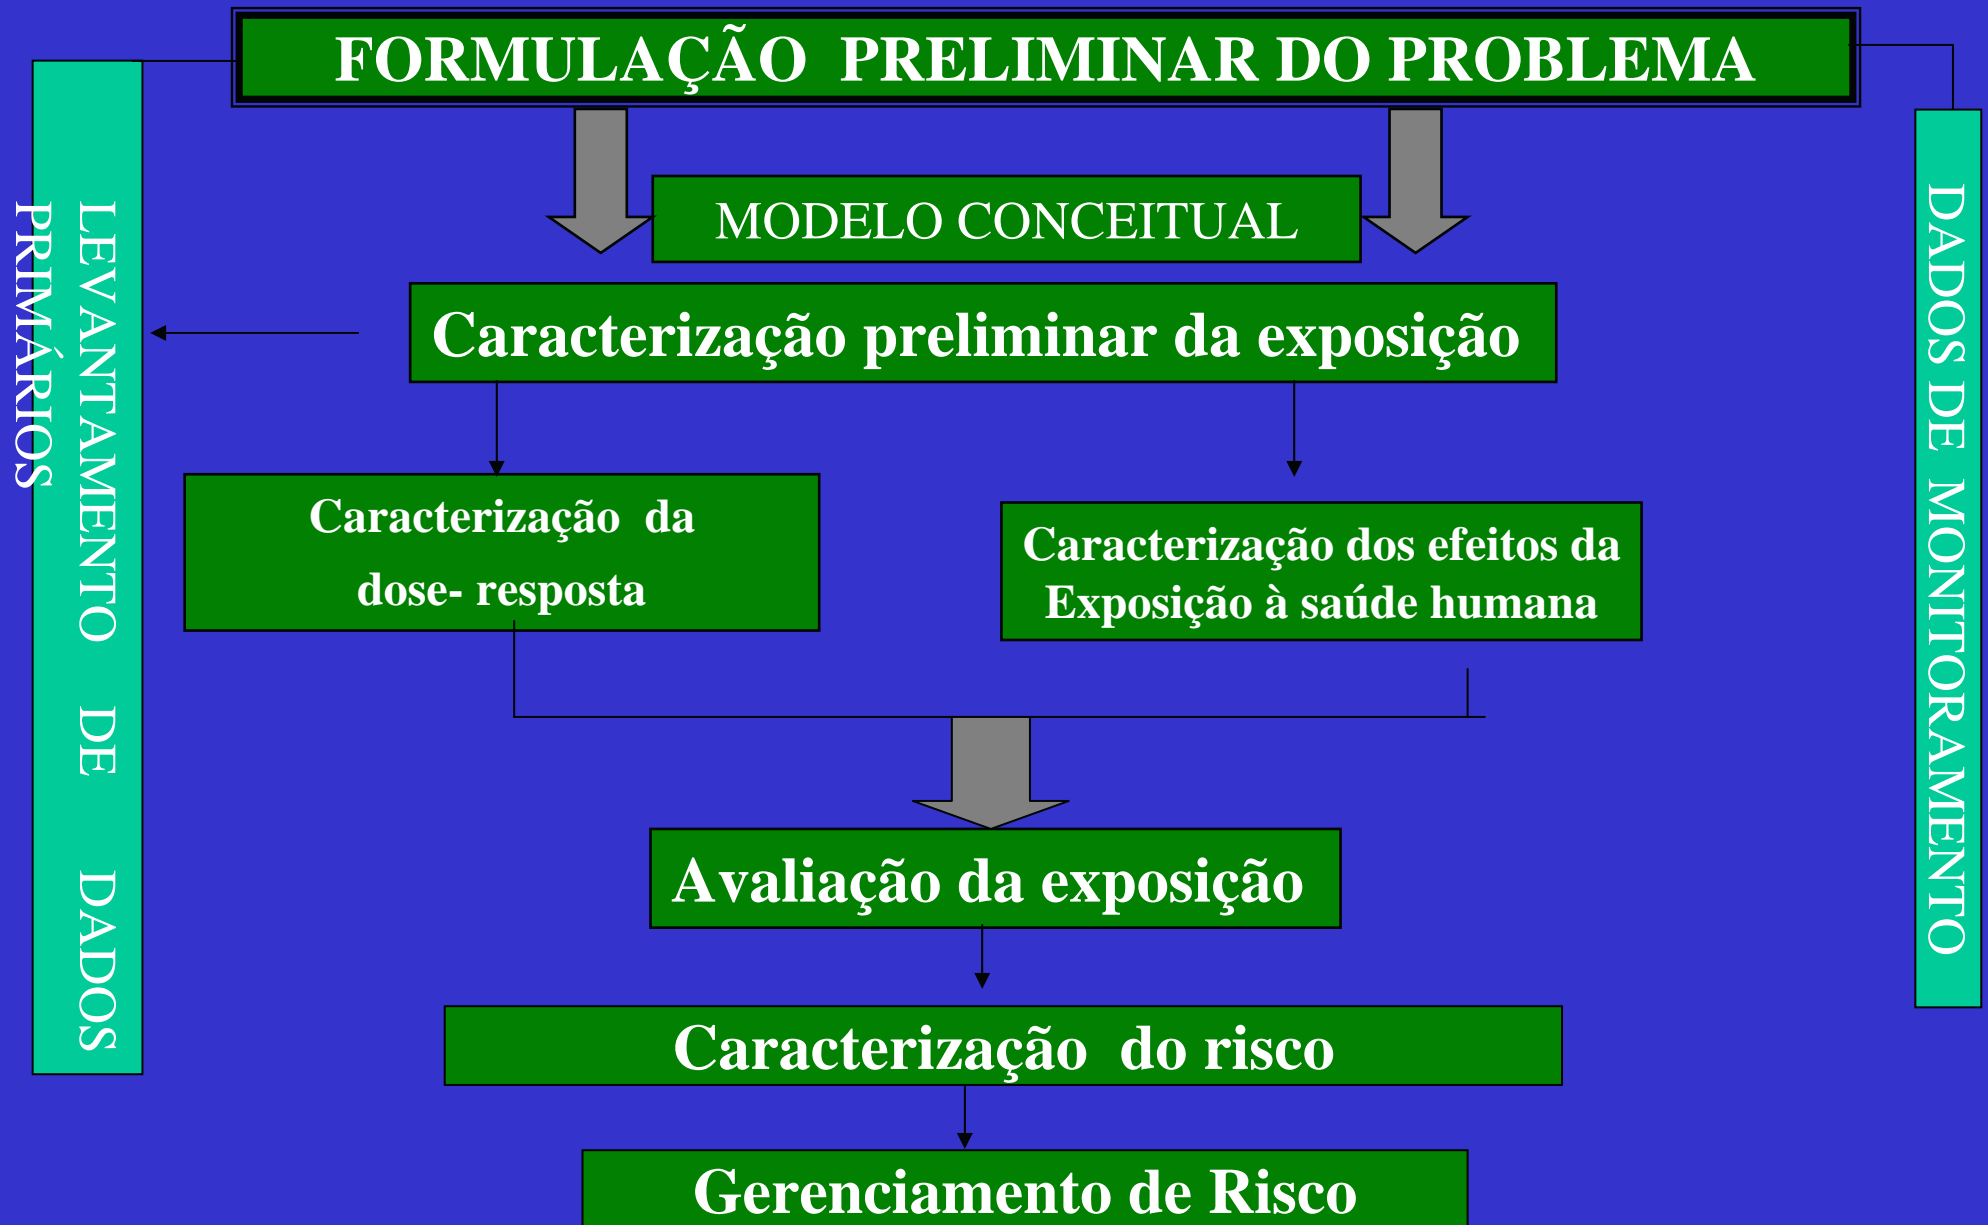 FORMULAÇÃO PRELIMINAR DO PROBLEMA
MODELO CONCEITUAL
Caracterização preliminar da exposição
Caracterização da
dose- resposta
Caracterização dos efeitos da
Exposição à saúde humana
Avaliação da exposição
Caracterização do risco
Gerenciamento de Risco
LEVANTAMENTO DE DADOS
PRIMÁRIOS
DADOS DE MONITORAMENTO